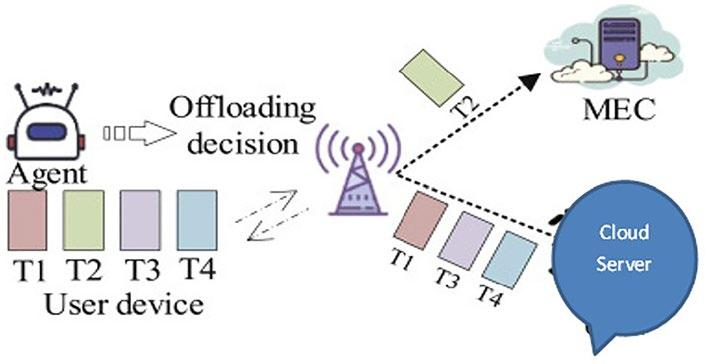 Offloading
decision
Agent
T1 T2 T3 T4
User device
T2
MEC
T1
T3
T4
Cloud
Server